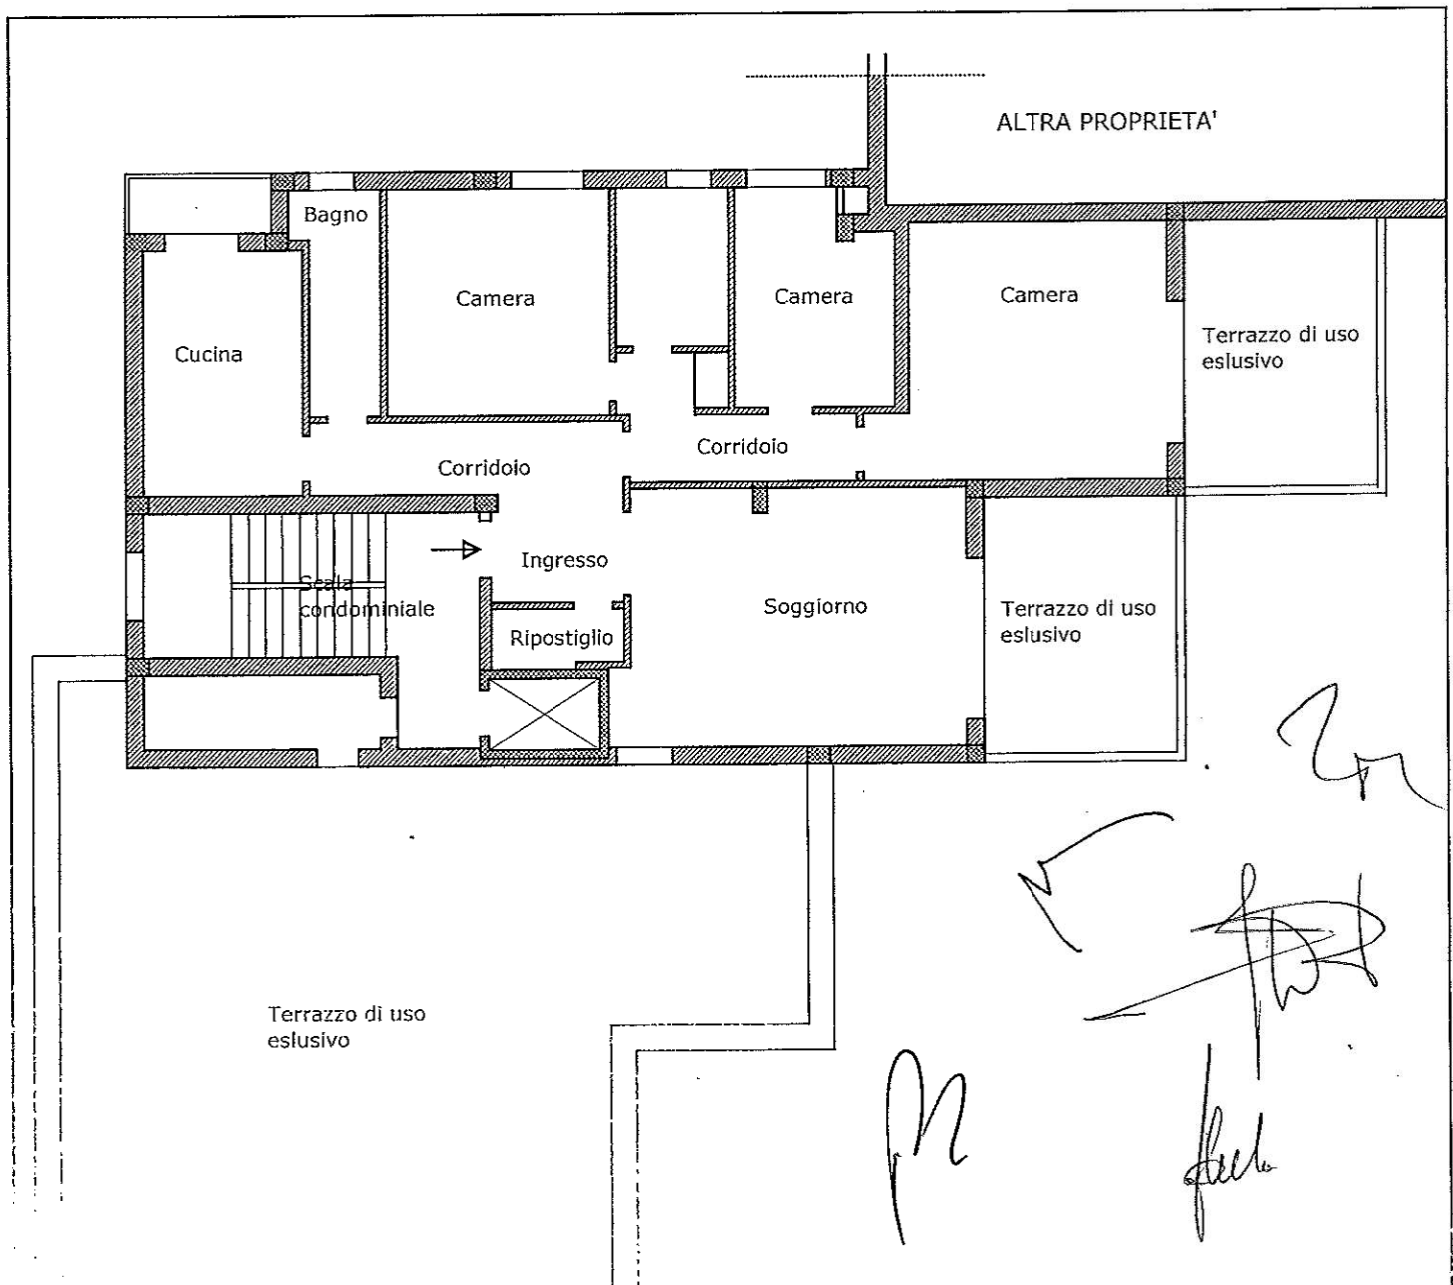 ALTRA PROPRIETA'
Bagno
Camera
Camera
Camera
Terrazzo di uso
eslusivo
Cucina
Corridoio
Corridoio
Ingresso
Scala
condominiale
Soggiorno
Terrazzo di uso
eslusivo
Ripostiglio
Terrazzo di uso
eslusivo